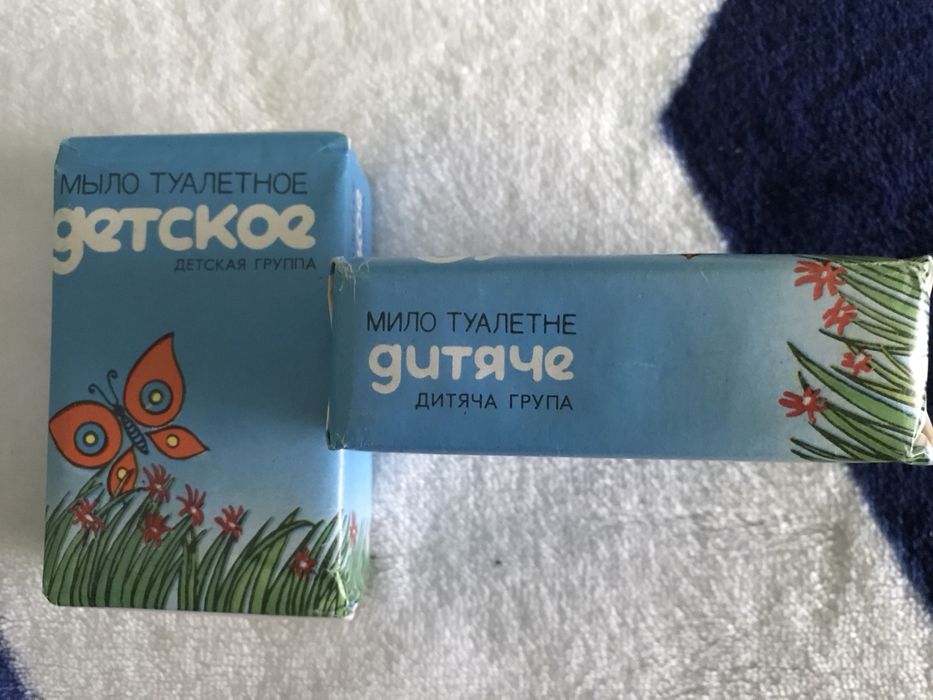 МЫЛО ТУАЛЕТНОЕ
детское
ДЕТСКАЯ ГРУППА
МИЛО ТУАЛЕТНЕ
дитяче
ДИТЯЧА ГРУПА